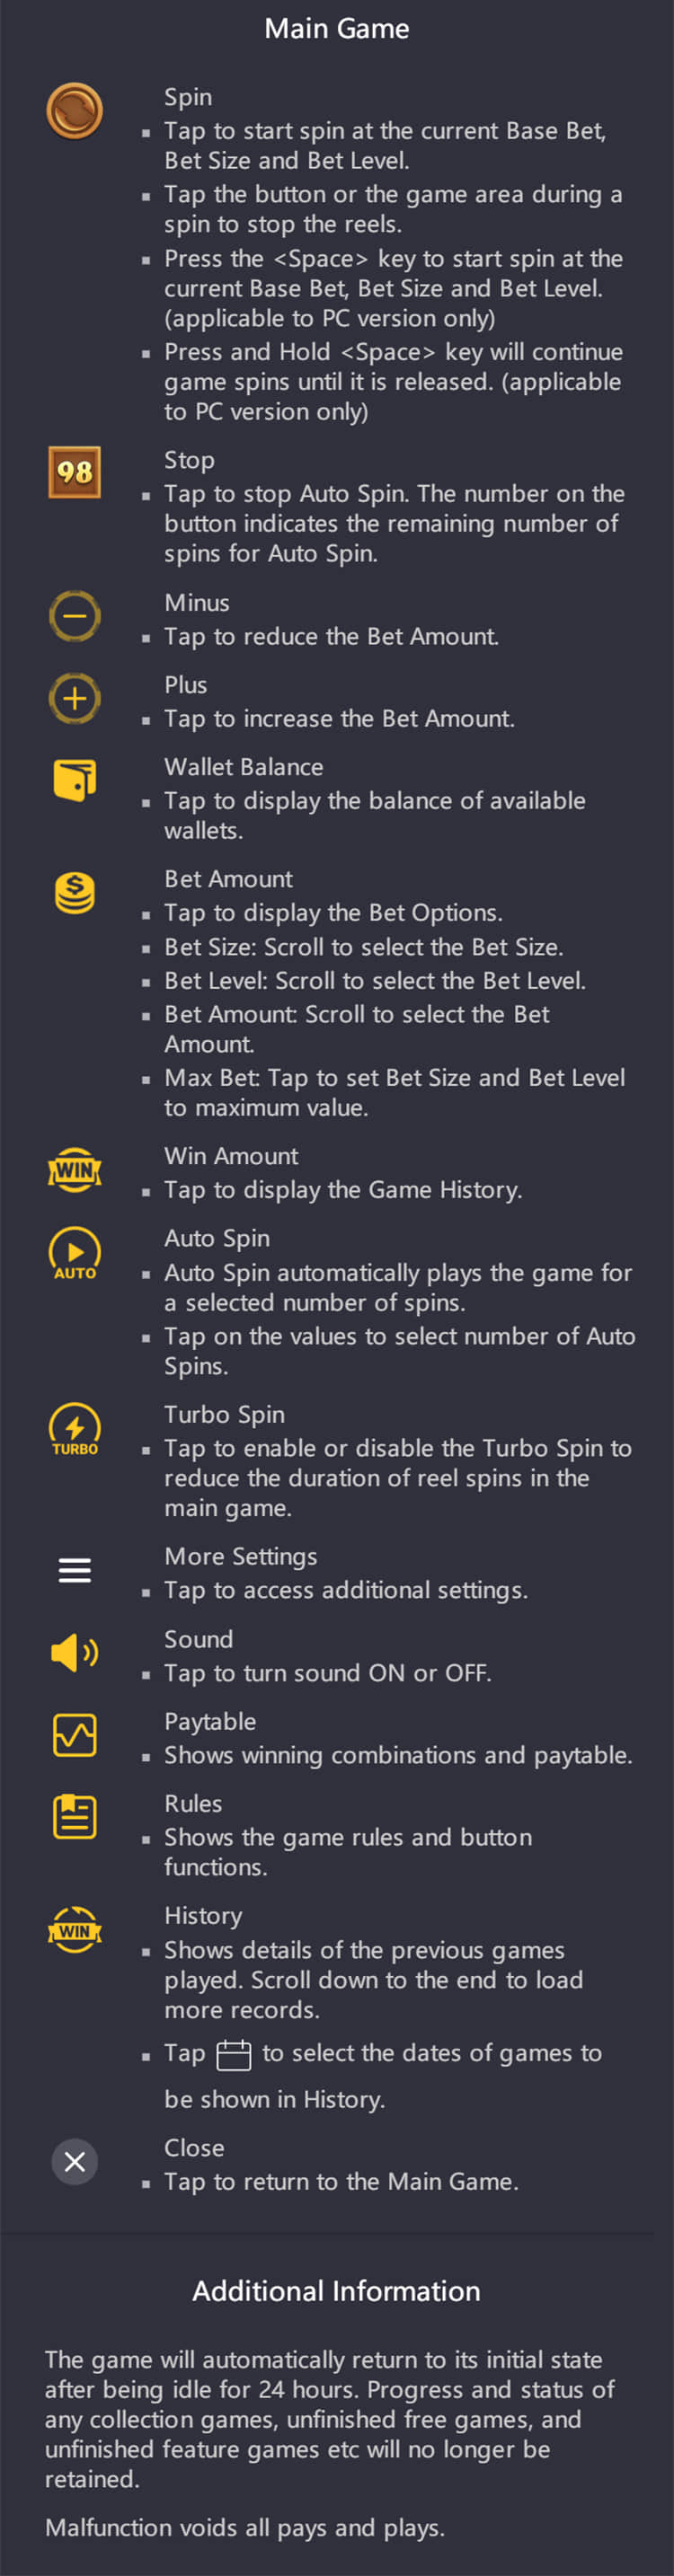 Main Game
Spin
▪ Tap to start spin at the current Base Bet,
Bet Size and Bet Level.
▪ Tap the button or the game area during a
spin to stop the reels.
▪ Press the <Space> key to start spin at the
current Base Bet, Bet Size and Bet Level.
(applicable to PC version only)
▪ Press and Hold <Space> key will continue
game spins until it is released. (applicable
to PC version only)
98
Stop
▪ Tap to stop Auto Spin. The number on the
button indicates the remaining number of
spins for Auto Spin.
Minus
▪ Tap to reduce the Bet Amount.
Plus
▪ Tap to increase the Bet Amount.
Wallet Balance
▪ Tap to display the balance of available
wallets.
$
Bet Amount
▪ Tap to display the Bet Options.
▪ Bet Size: Scroll to select the Bet Size.
▪ Bet Level: Scroll to select the Bet Level.
▪ Bet Amount: Scroll to select the Bet
Amount.
▪ Max Bet: Tap to set Bet Size and Bet Level
to maximum value.
WIN
Win Amount
▪ Tap to display the Game History.
AUTO
Auto Spin
▪ Auto Spin automatically plays the game for
a selected number of spins.
▪ Tap on the values to select number of Auto
Spins.
TURBO
Turbo Spin
▪ Tap to enable or disable the Turbo Spin to
reduce the duration of reel spins in the
main game.
More Settings
▪ Tap to access additional settings.
Sound
▪ Tap to turn sound ON or OFF.
Paytable
▪ Shows winning combinations and paytable.
Rules
▪ Shows the game rules and button
functions.
WIN
History
▪ Shows details of the previous games
played. Scroll down to the end to load
more records.
▪ Tap to select the dates of games to
be shown in History.
Close
▪ Tap to return to the Main Game.
Additional Information
The game will automatically return to its initial state
after being idle for 24 hours. Progress and status of
any collection games, unfinished free games, and
unfinished feature games etc will no longer be
retained.
Malfunction voids all pays and plays.